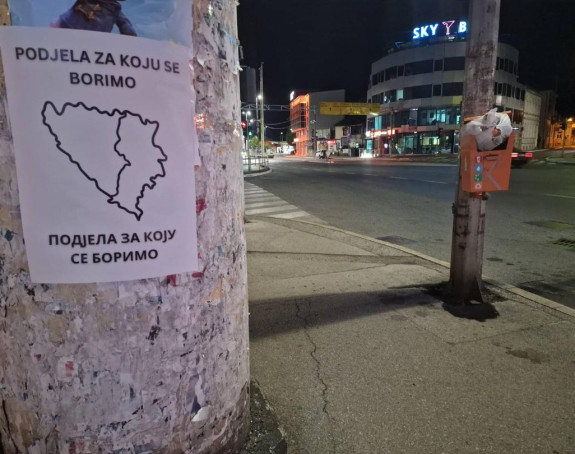 PODJELA ZA KOJU SE
BORIMO
ПОДЈЕЛА ЗА КОЈУ
СЕ БОРИМО
SKY B